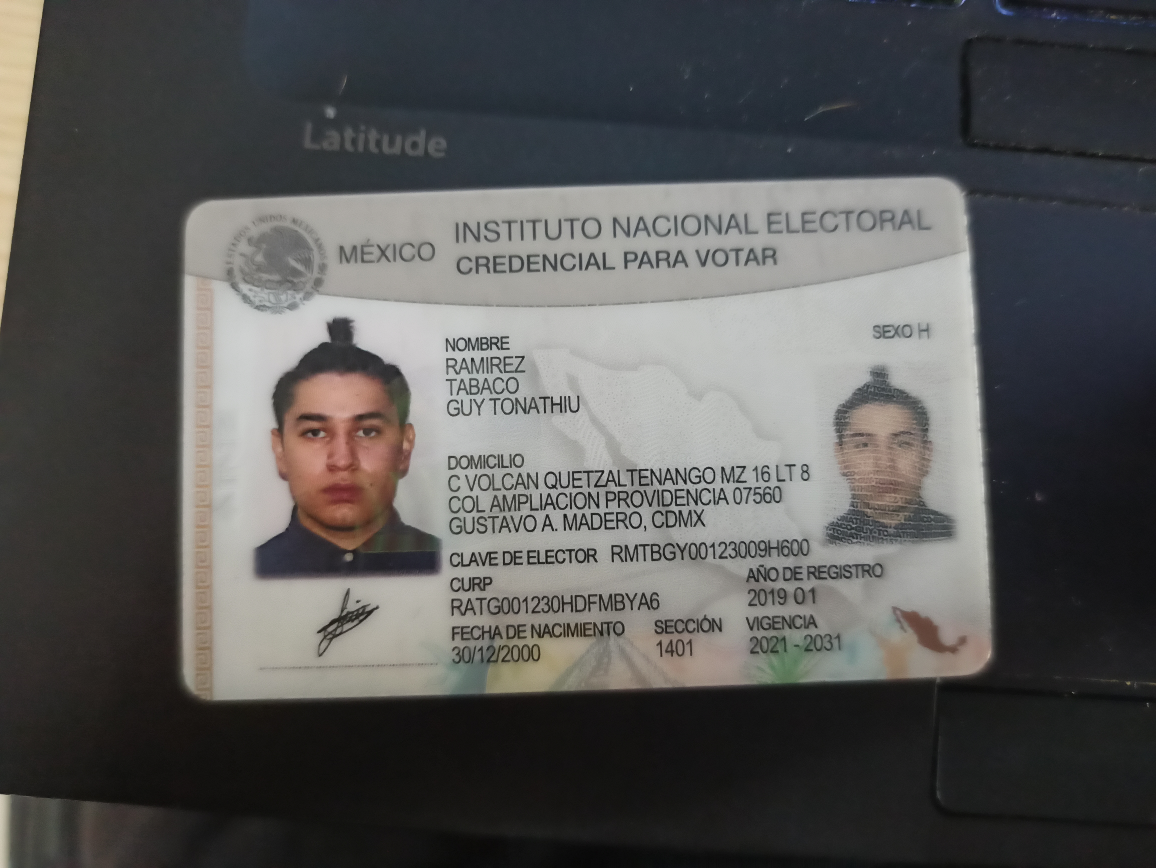 Latitude
ESTADOS UNIDOS MEXICANOS
MÉXICO
INSTITUTO NACIONAL ELECTORAL
CREDENCIAL PARA VOTAR
SEXO H
NOMBRE
RAMIREZ
TABACO
GUY TONATHIU
DOMICILIO
C VOLCAN QUETZALTENANGO MZ 16 LT 8
COL AMPLIACION PROVIDENCIA 07560
GUSTAVO A. MADERO, CDMX
CLAVE DE ELECTOR RMTBGY00123009H600
CURP
RATG001230HDFMBYA6
AÑO DE REGISTRO
2019 01
FECHA DE NACIMIENTO
30/12/2000
SECCIÓN
1401
VIGENCIA
2021 - 2031